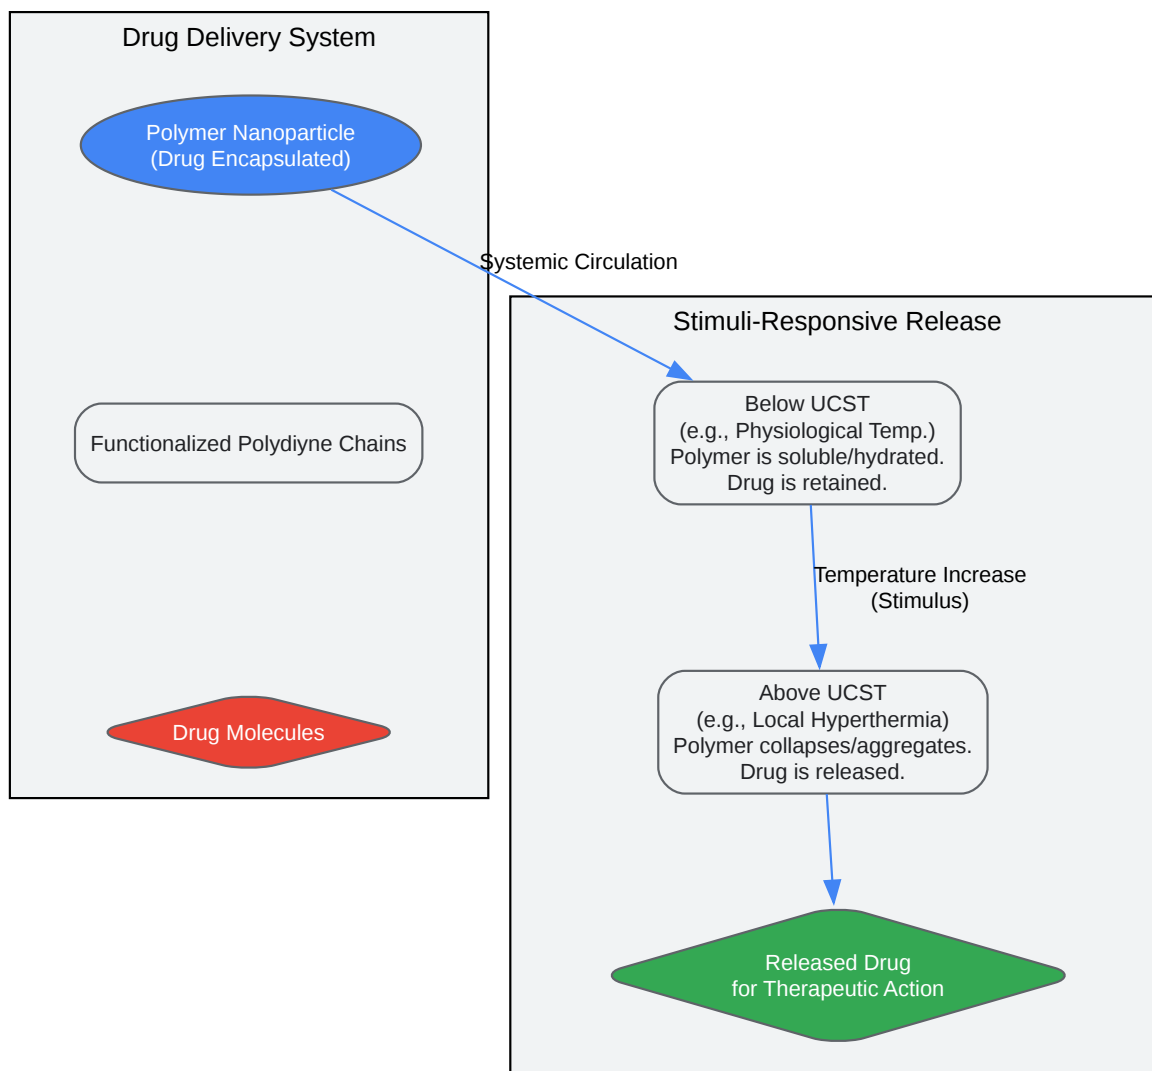 Drug Delivery System
Polymer Nanoparticle
(Drug Encapsulated)
Systemic Circulation
Stimuli-Responsive Release
Below UCST
(e.g., Physiological Temp.)
Polymer is soluble/hydrated.
Drug is retained.
Functionalized Polydiyne Chains
Temperature Increase
(Stimulus)
Above UCST
(e.g., Local Hyperthermia)
Polymer collapses/aggregates.
Drug is released.
Drug Molecules
Released Drug
for Therapeutic Action